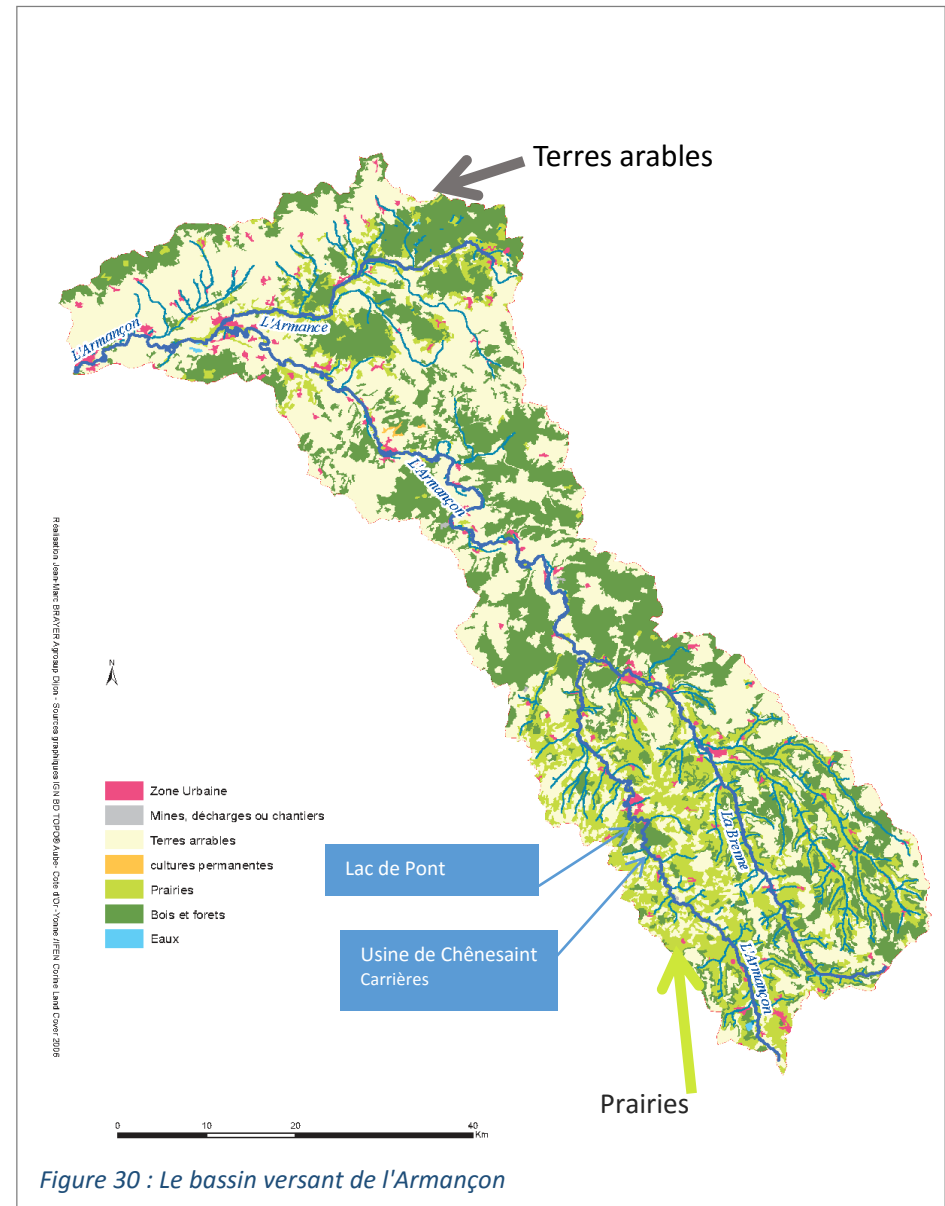 Terres arables
L'Armançon
L'Armance
L'Armançon
Réalisation Jean-Marc BRAYER Agrosup Dijon - Sources graphiques IGN BD TOPO® Aube- Cote d'Or -Yonne /IFEN Corine Land Cover 2006
N
Zone Urbaine
Mines, décharges ou chantiers
Terres arrables
cultures permanentes
Prairies
Bois et forets
Eaux
Lac de Pont
Usine de Chênesaint
Carrières
La Brenne
L'Armançon
Prairies
0 10 20 40
Km
Figure 30 : Le bassin versant de l'Armançon